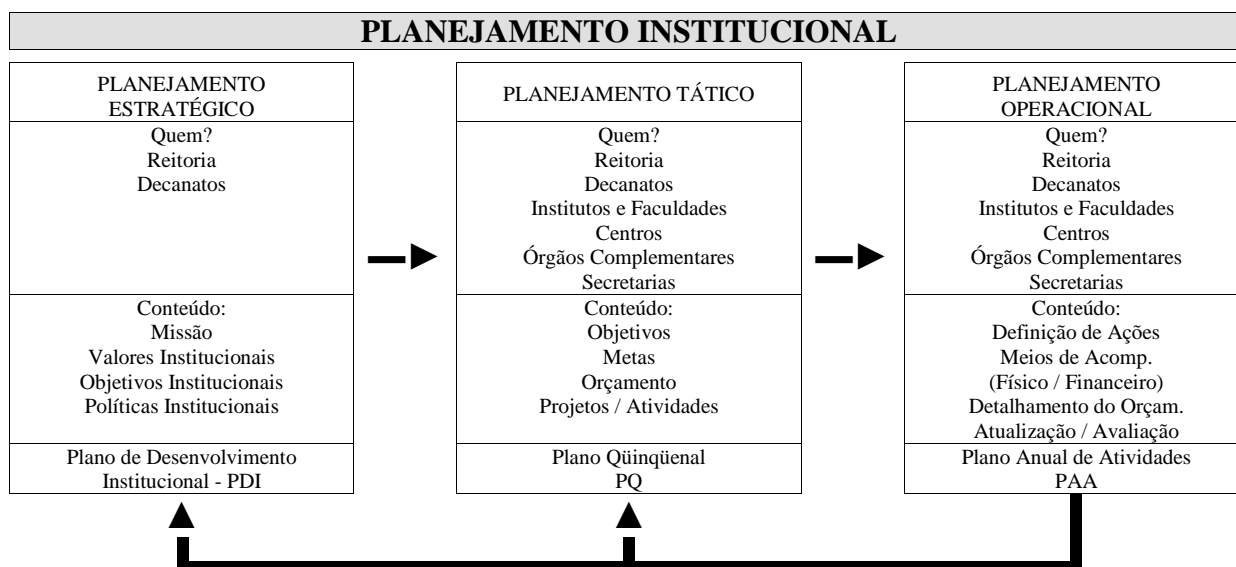 PLANEJAMENTO INSTITUCIONAL
PLANEJAMENTO
ESTRATÉGICO
Quem?
Reitoria
Decanatos
Conteúdo:
Missão
Valores Institucionais
Objetivos Institucionais
Políticas Institucionais
Plano de Desenvolvimento
Institucional - PDI
PLANEJAMENTO TÁTICO
Quem?
Reitoria
Decanatos
Institutos e Faculdades
Centros
Órgãos Complementares
Secretarias
Conteúdo:
Objetivos
Metas
Orçamento
Projetos / Atividades
Plano Qüinqüenal
PQ
PLANEJAMENTO
OPERACIONAL
Quem?
Reitoria
Decanatos
Institutos e Faculdades
Centros
Órgãos Complementares
Secretarias
Conteúdo:
Definição de Ações
Meios de Acomp.
(Físico / Financeiro)
Detalhamento do Orçam.
Atualização / Avaliação
Plano Anual de Atividades
PAA